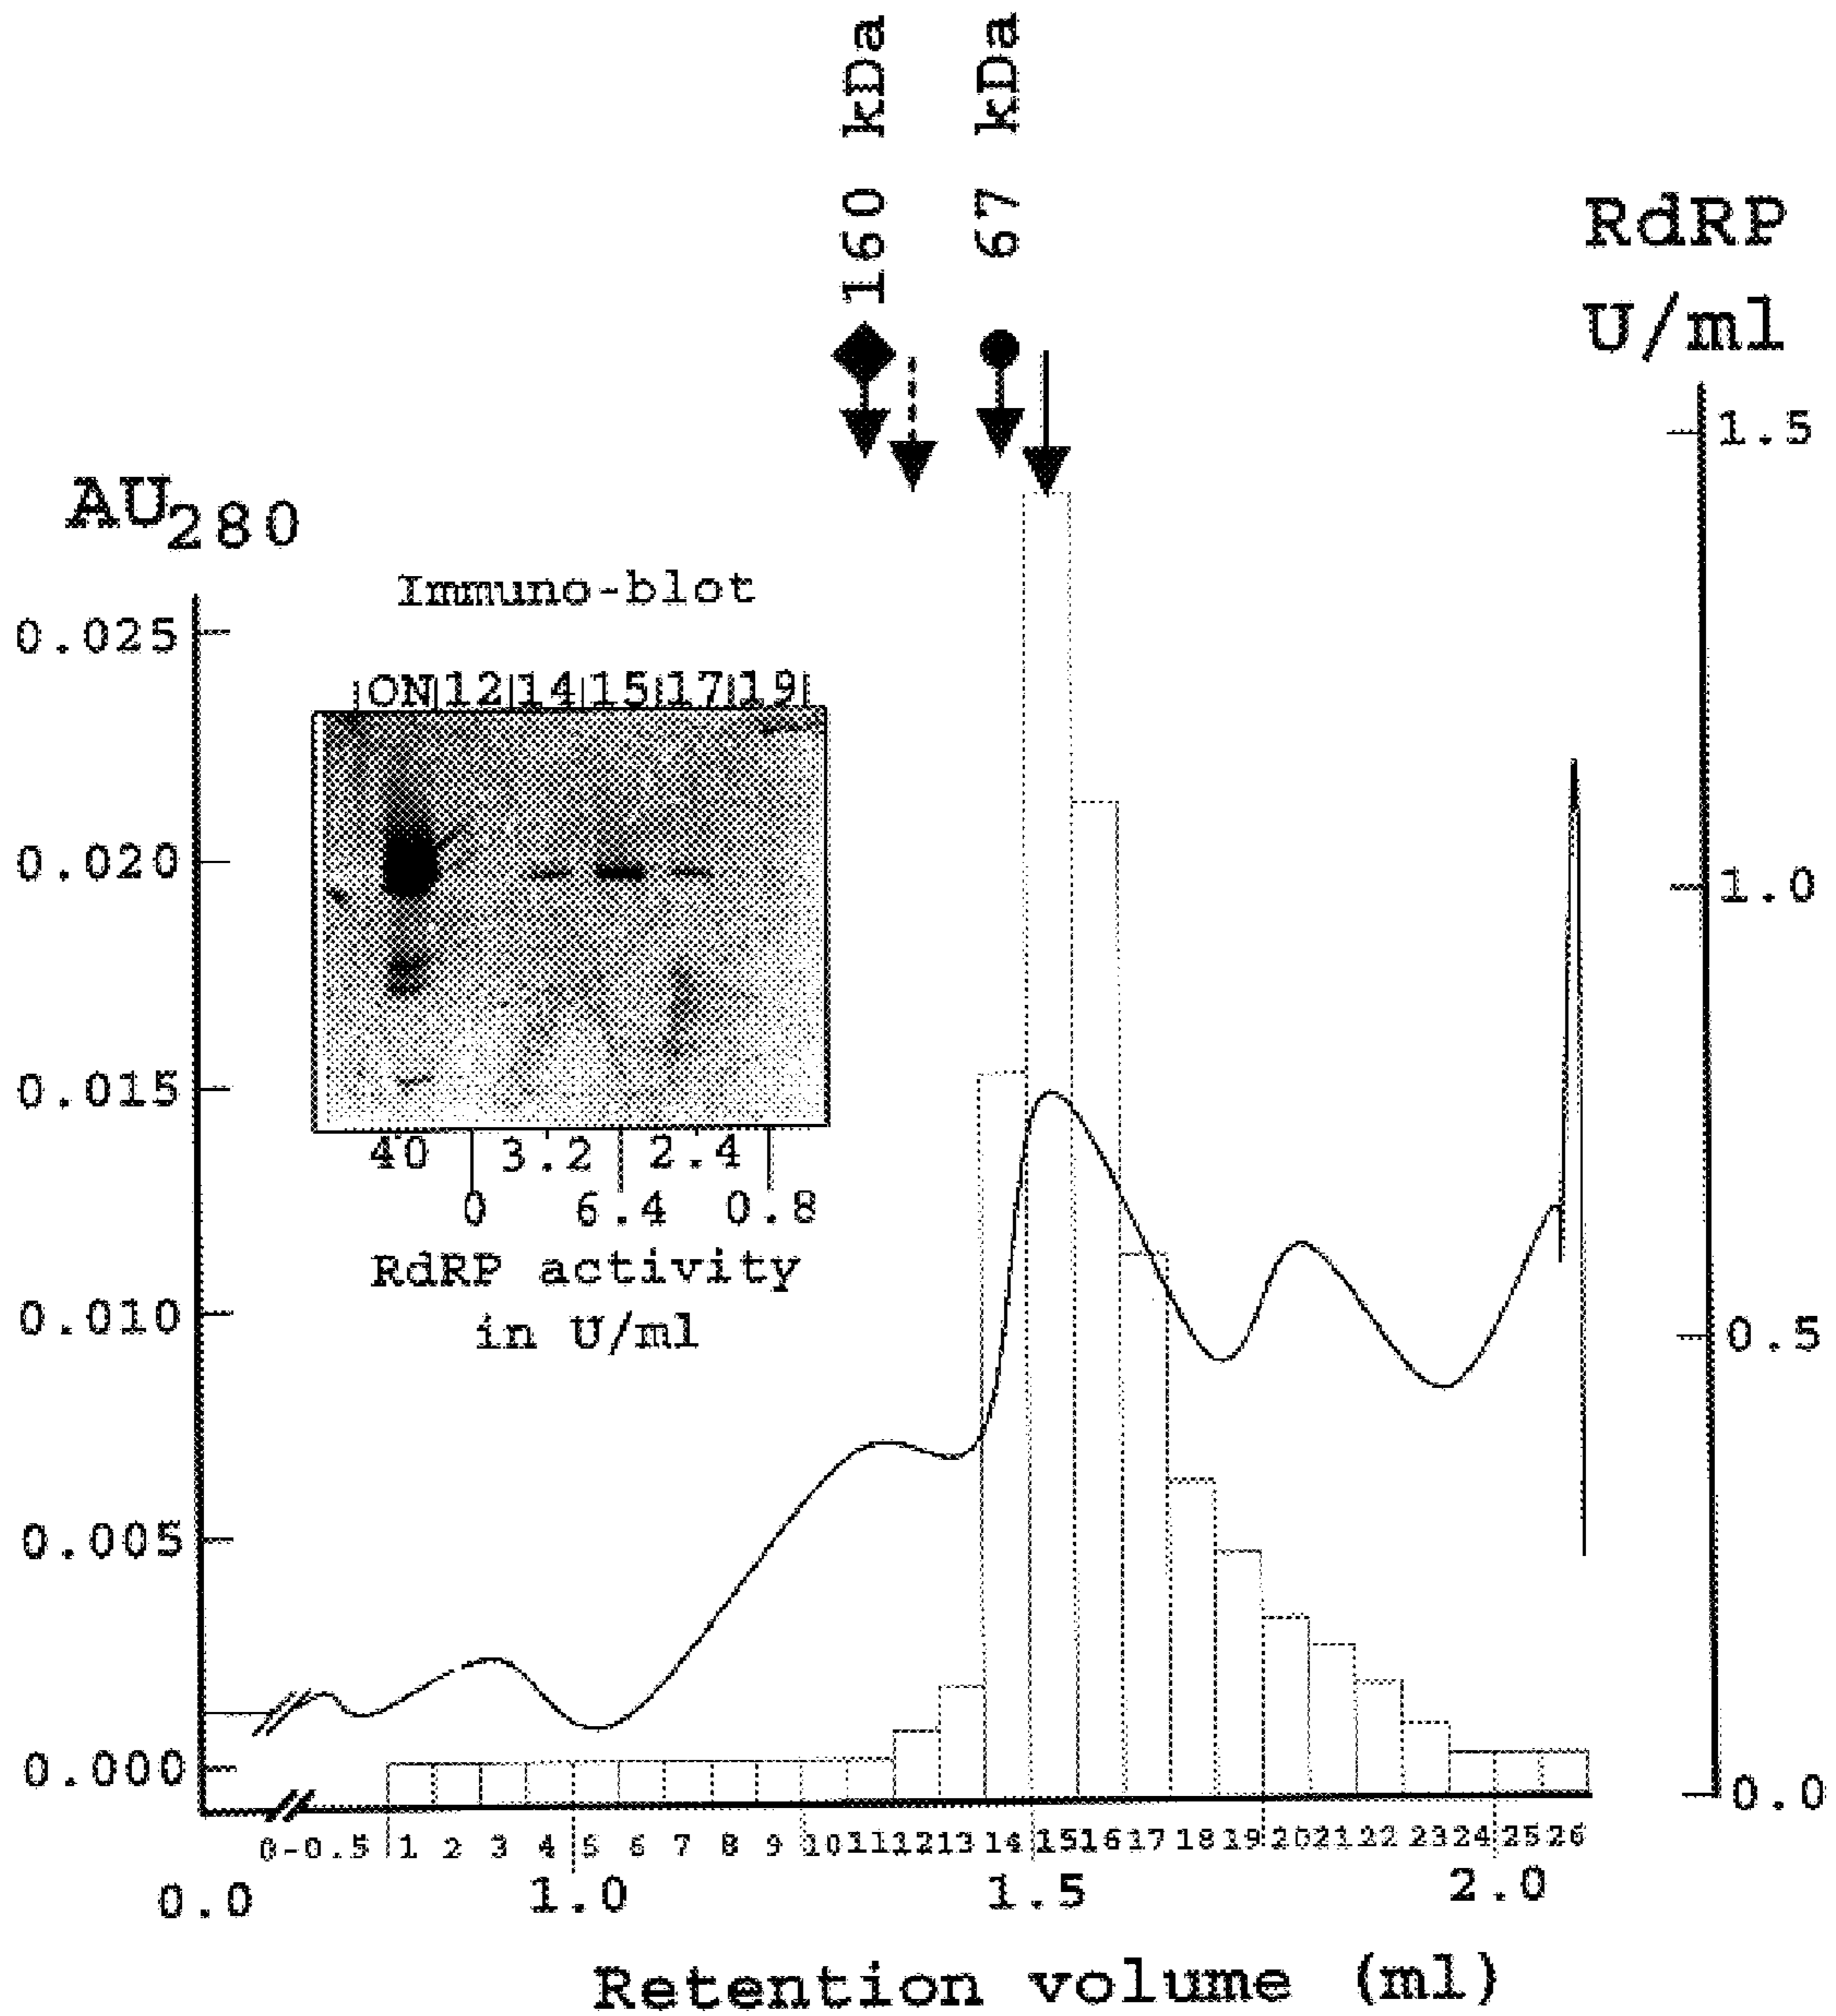 160 kDa
67 kDa
RdRP
U/ml
AU280
Immuno-blot
ON 12 14 15 17 19
40 3.2 2.4
0 6.4 0.8
RdRP activity
in U/ml
0.025
0.020
0.015
0.010
0.005
0.000
1.5
1.0
0.5
0.0
0-0.5 1 2 3 4 5 6 7 8 9 10 11 12 13 14 15 16 17 18 19 20 21 22 23 24 25 26
0.0 1.0 1.5 2.0
Retention volume (ml)